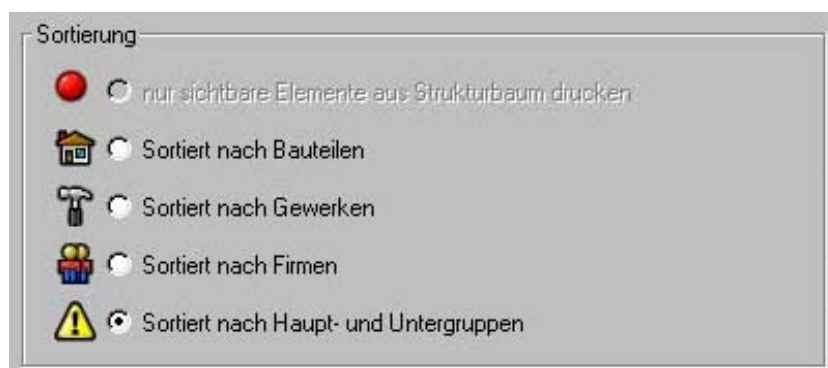 Sortierung
nur sichtbare Elemente aus Strukturbaum drucken
Sortiert nach Bauteilen
Sortiert nach Gewerken
Sortiert nach Firmen
Sortiert nach Haupt- und Untergruppen